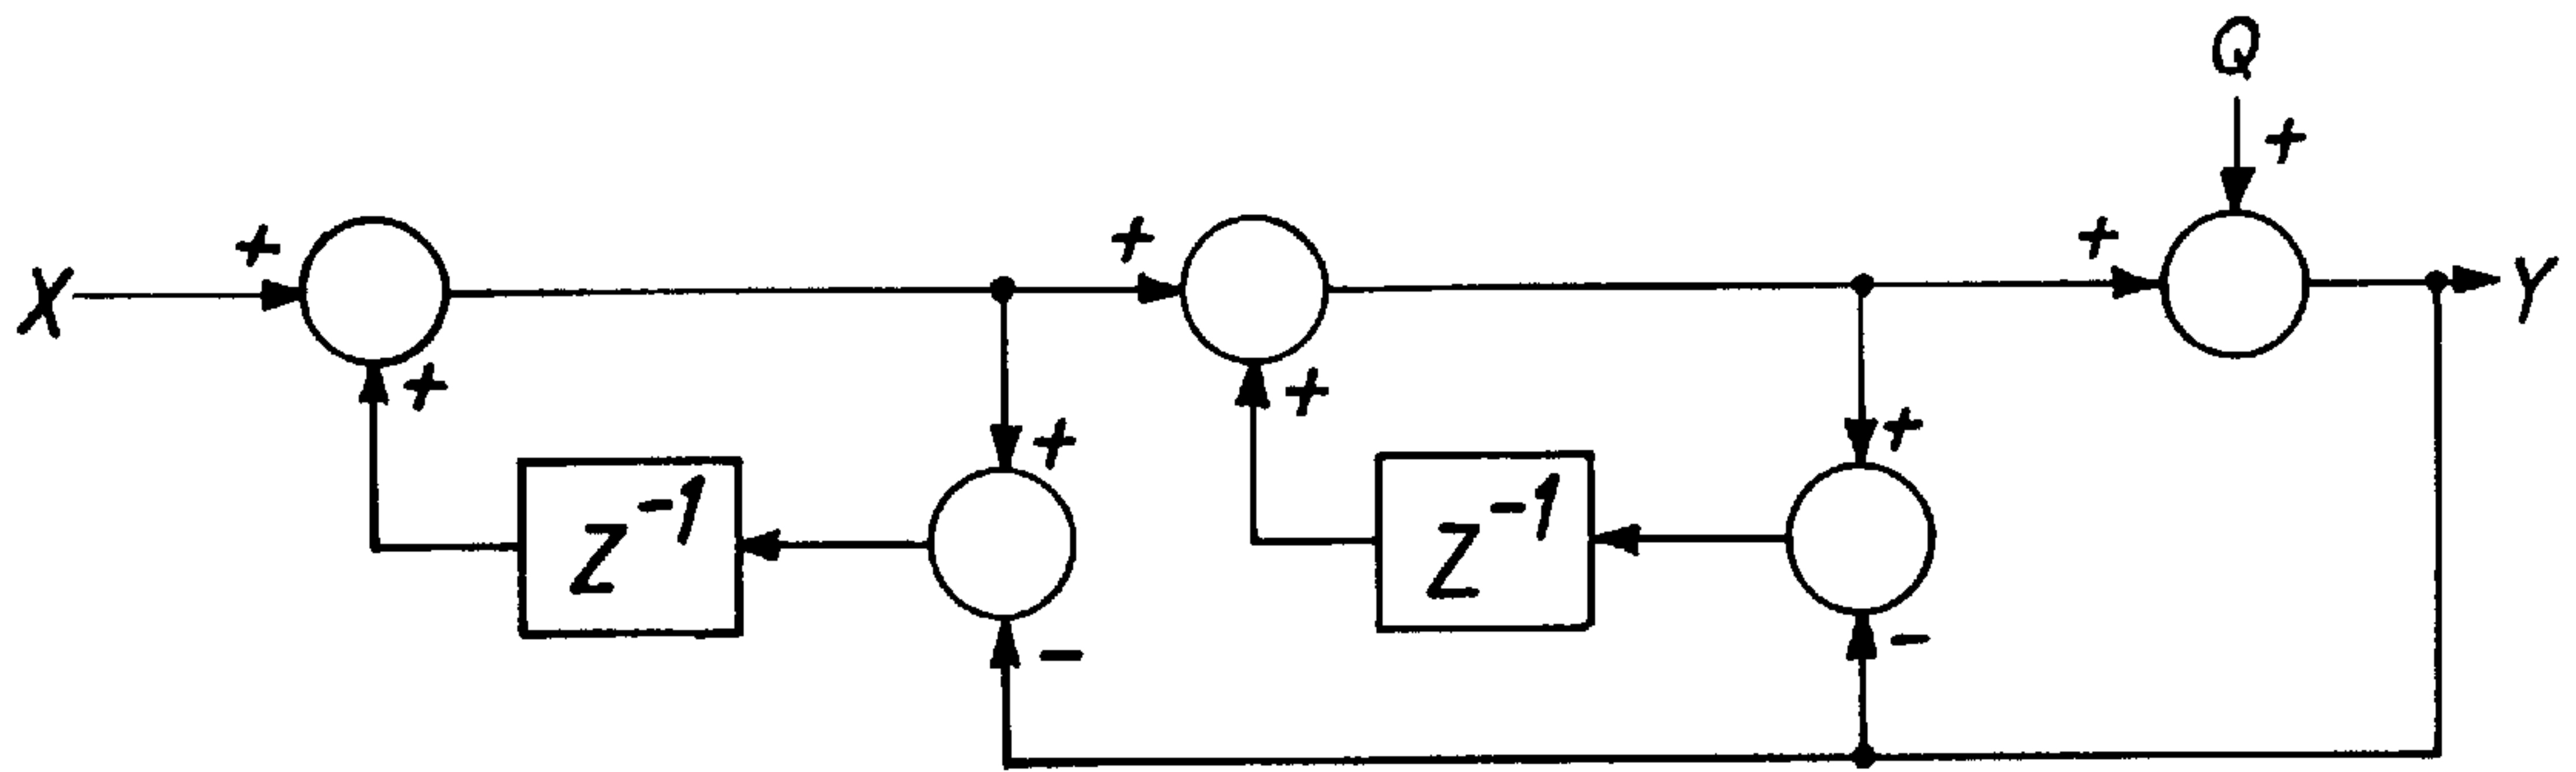 Q
+
+ + +
X Y
+ + + +
z⁻¹ z⁻¹
- -